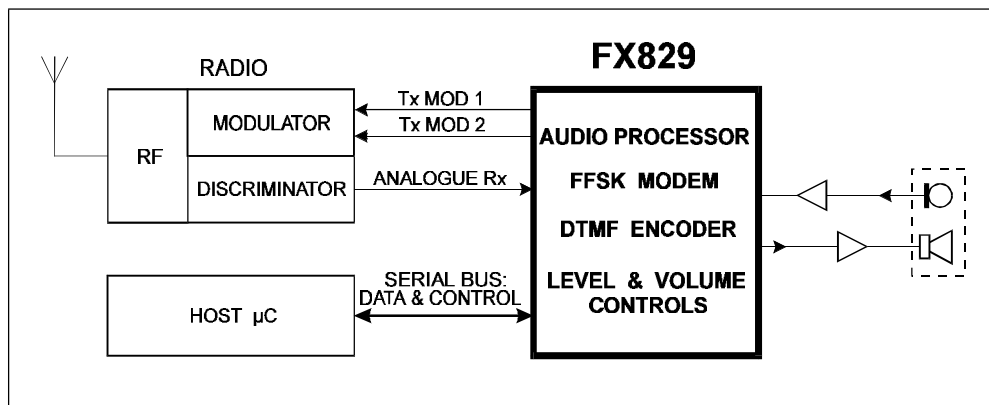 FX829
RADIO
Tx MOD 1
MODULATOR
Tx MOD 2
AUDIO PROCESSOR
RF
DISCRIMINATOR
ANALOGUE Rx
FFSK MODEM
DTMF ENCODER
SERIAL BUS:
DATA & CONTROL
LEVEL & VOLUME
CONTROLS
HOST µC